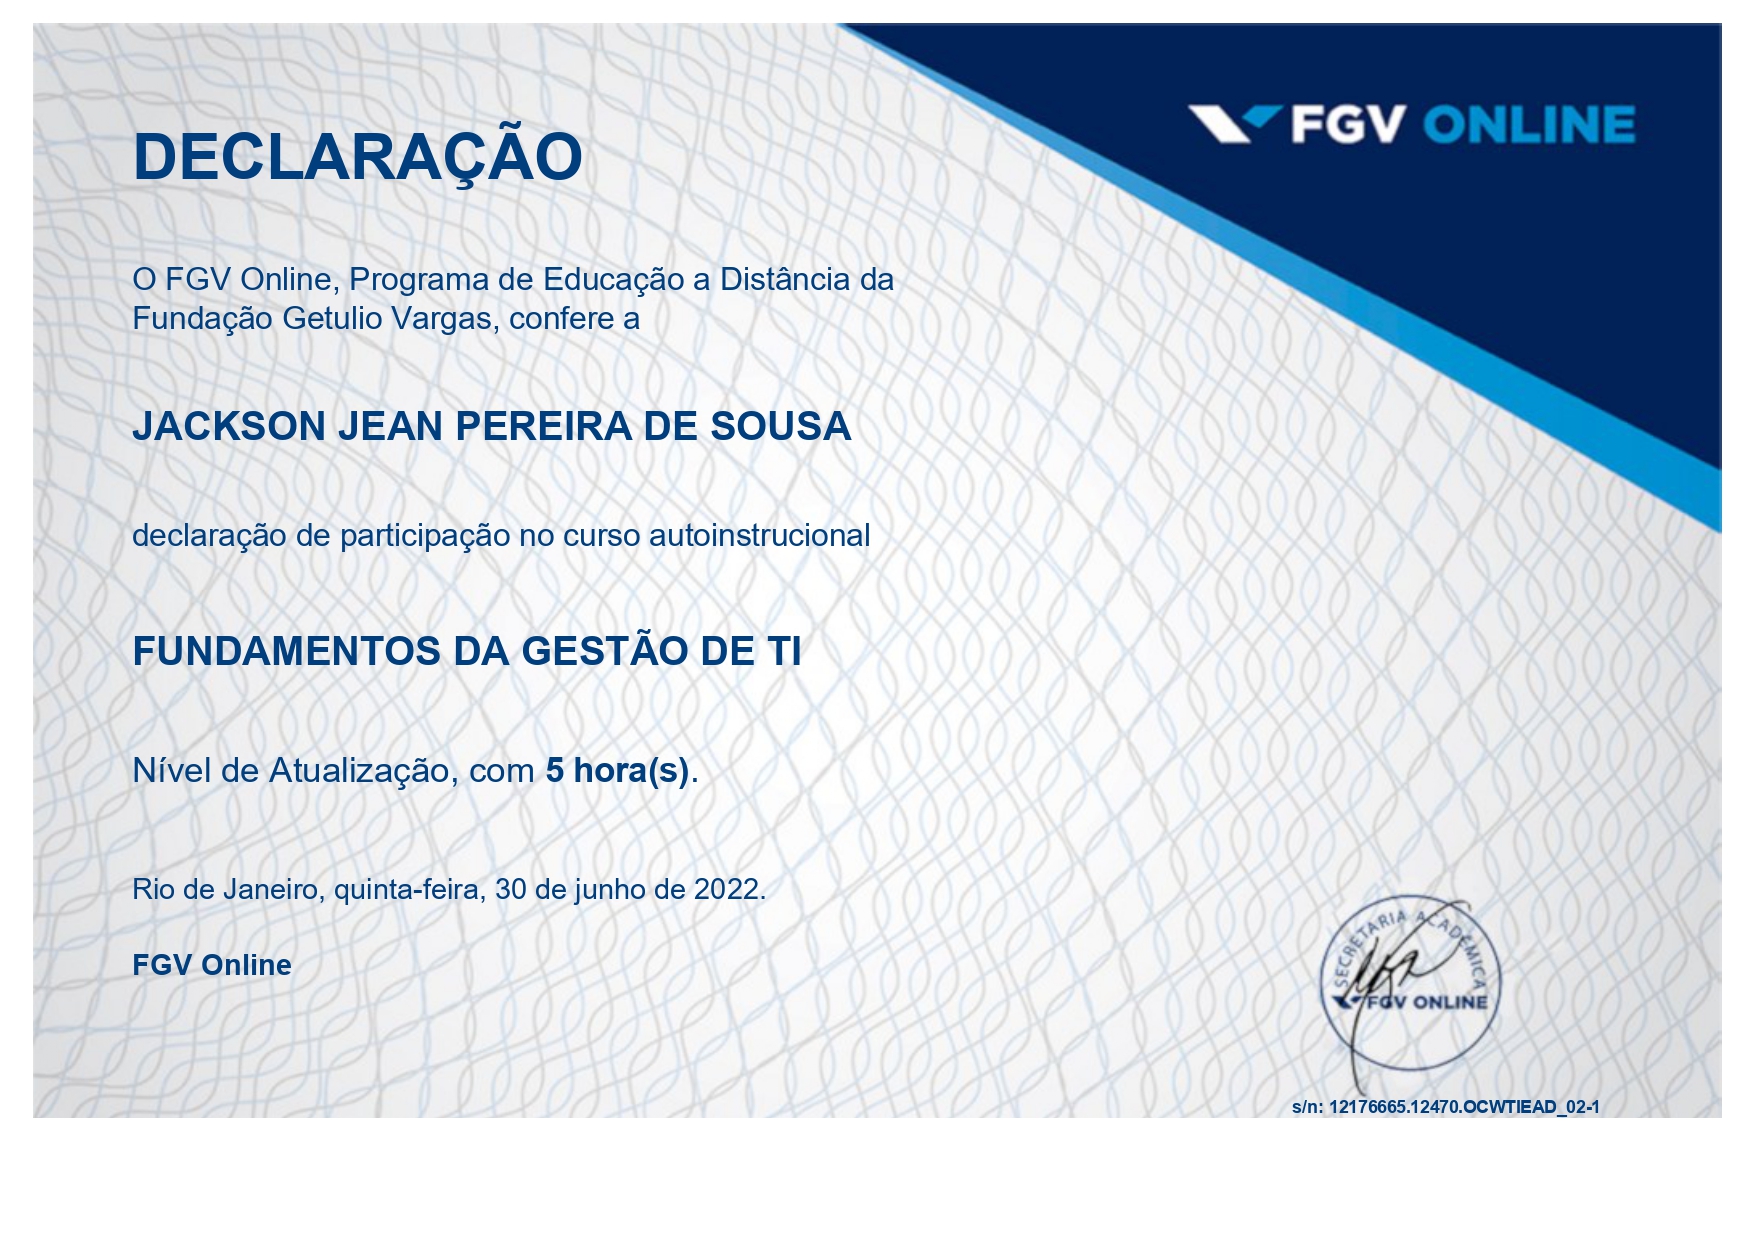 FGV ONLINE
DECLARAÇÃO
O FGV Online, Programa de Educação a Distância da
Fundação Getulio Vargas, confere a
JACKSON JEAN PEREIRA DE SOUSA
declaração de participação no curso autoinstrucional
FUNDAMENTOS DA GESTÃO DE TI
Nível de Atualização, com 5 hora(s).
Rio de Janeiro, quinta-feira, 30 de junho de 2022.
FGV Online
SECRETARIA ACADÊMICA
FGV ONLINE
s/n: 12176665.12470.OCWTIEAD_02-1